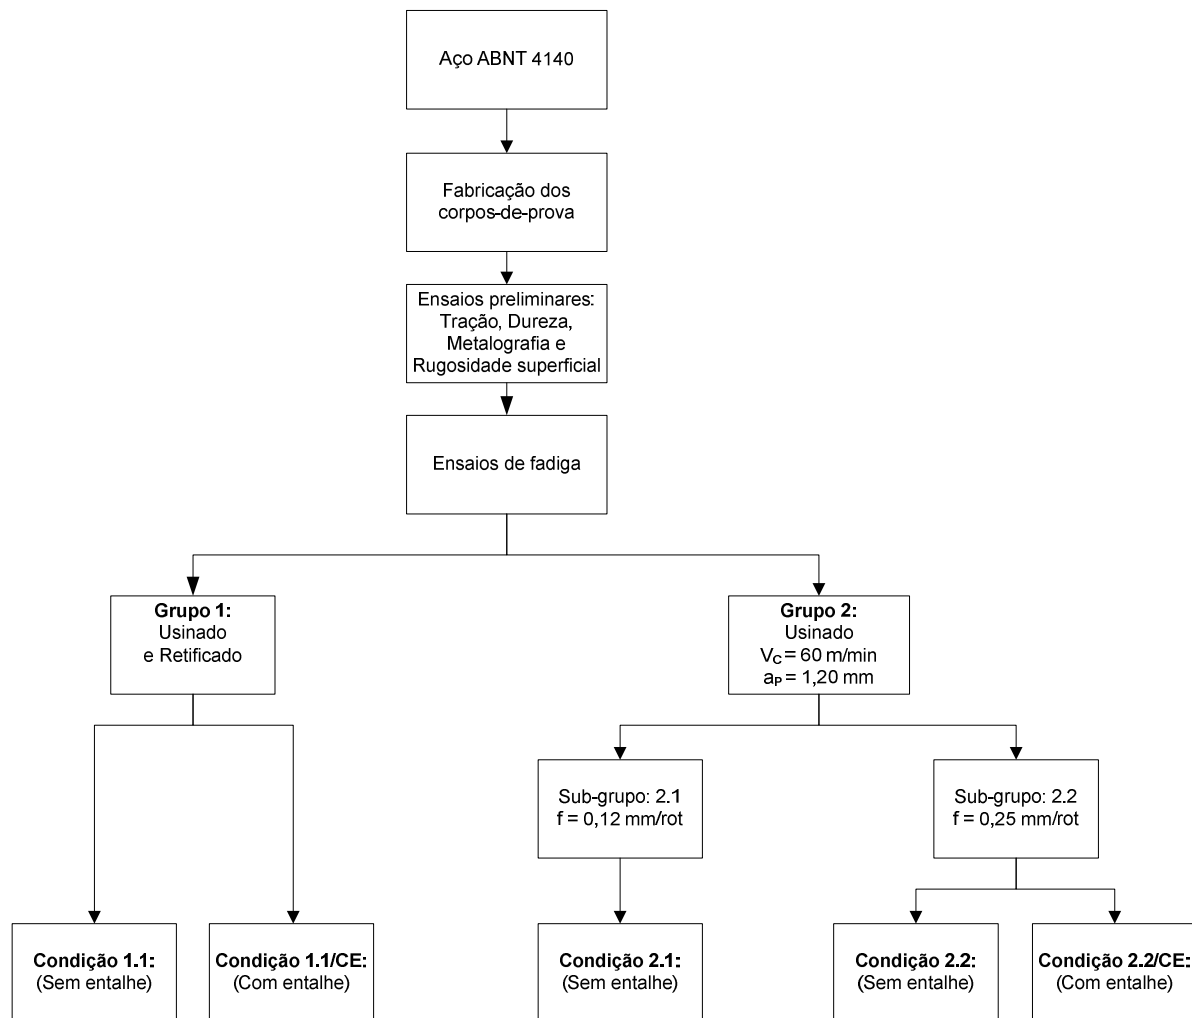 Aço ABNT 4140
Fabricação dos
corpos-de-prova
Ensaios preliminares:
Tração, Dureza,
Metalografia e
Rugosidade superficial
Ensaios de fadiga
Grupo 1:
Usinado
e Retificado
Grupo 2:
Usinado
VC = 60 m/min
aP = 1,20 mm
Sub-grupo: 2.1
f = 0,12 mm/rot
Sub-grupo: 2.2
f = 0,25 mm/rot
Condição 1.1:
(Sem entalhe)
Condição 1.1/CE:
(Com entalhe)
Condição 2.1:
(Sem entalhe)
Condição 2.2:
(Sem entalhe)
Condição 2.2/CE:
(Com entalhe)